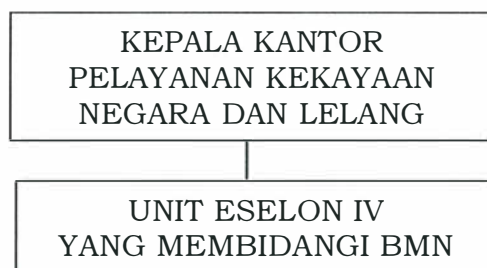 KEPALA KANTOR
PELAYANAN KEKAYAAN
NEGARA DAN LELANG
UNIT ESELON IV
YANG MEMBIDANGI BMN